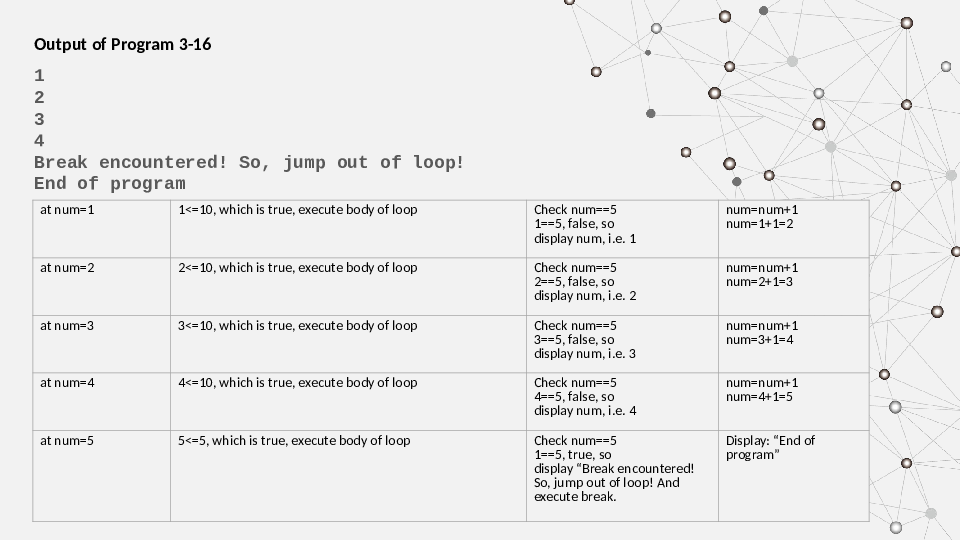 Output of Program 3-16
1
2
3
4
Break encountered! So, jump out of loop!
End of program
at num=1
1<=10, which is true, execute body of loop
Check num==5
1==5, false, so
display num, i.e. 1
num=num+1
num=1+1=2
at num=2
2<=10, which is true, execute body of loop
Check num==5
2==5, false, so
display num, i.e. 2
num=num+1
num=2+1=3
at num=3
3<=10, which is true, execute body of loop
Check num==5
3==5, false, so
display num, i.e. 3
num=num+1
num=3+1=4
at num=4
4<=10, which is true, execute body of loop
Check num==5
4==5, false, so
display num, i.e. 4
num=num+1
num=4+1=5
at num=5
5<=5, which is true, execute body of loop
Check num==5
1==5, true, so
display “Break encountered!
So, jump out of loop! And
execute break.
Display: “End of
program”